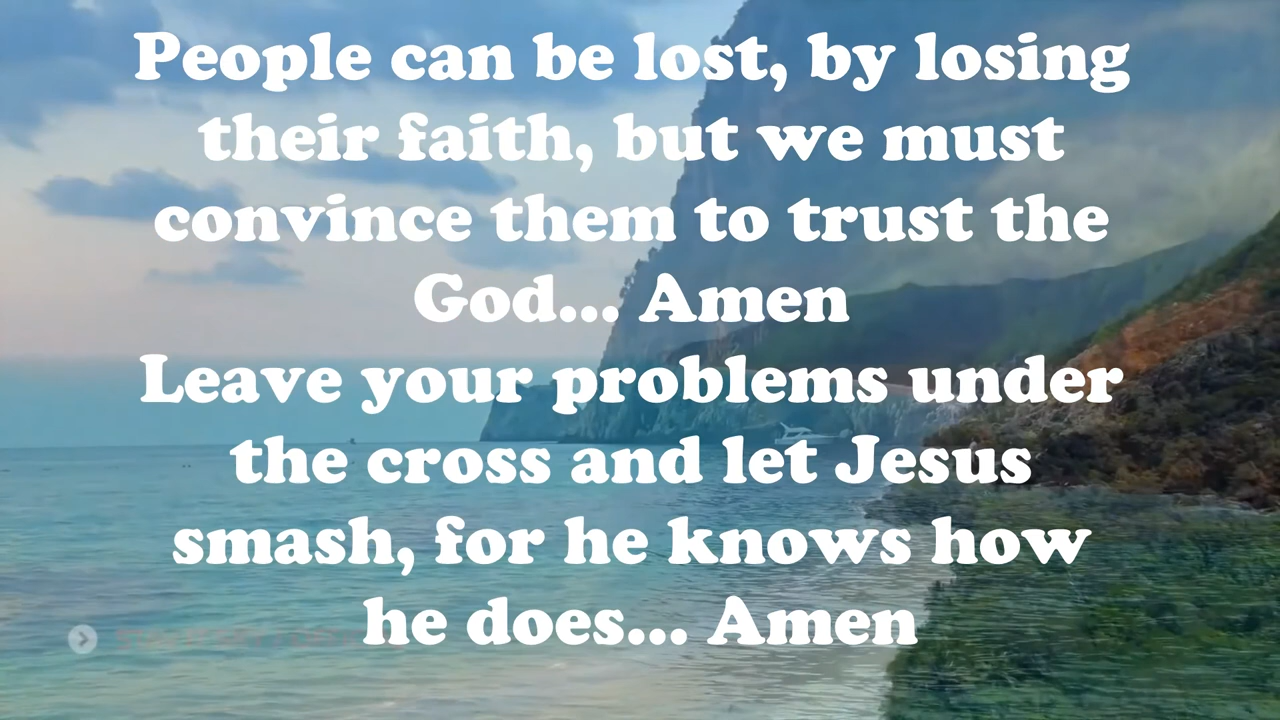 People can be lost, by losing
their faith, but we must
convince them to trust the
God... Amen
Leave your problems under
the cross and let Jesus
smash, for he knows how
he does... Amen